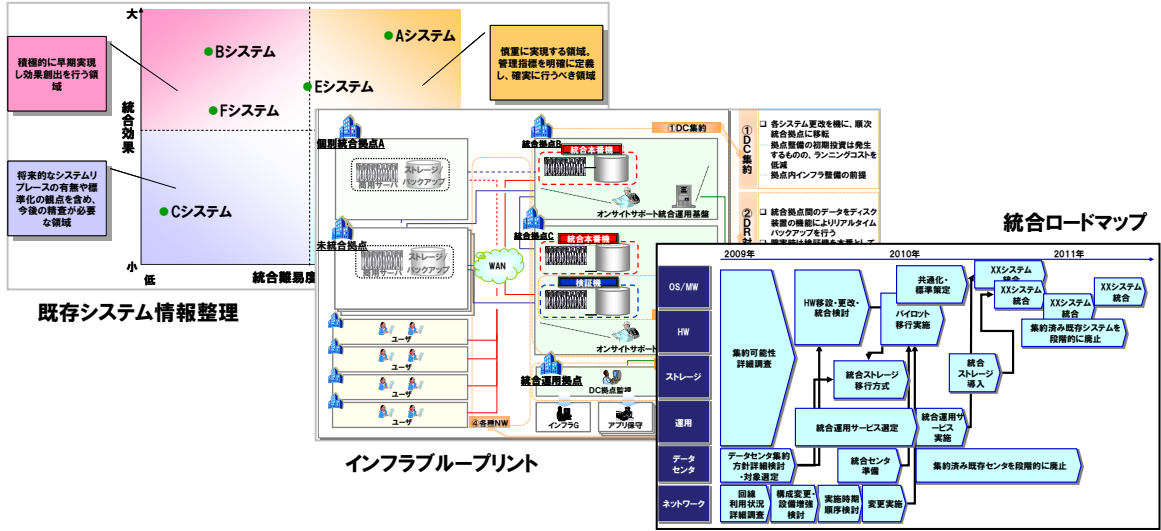 大
統合効果
小
低
統合難易度
積極的に早期実現
し効果創出を行う領
域
将来的なシステムリ
プレースの有無や標
準化の観点を含め、
今後の精査が必要
な領域
慎重に実現する領域。
管理指標を明確に定義
し、確実に行うべき領域
Aシステム
Bシステム
Eシステム
Fシステム
Cシステム
既存システム情報整理
個別統合拠点A
ストレージ/
バックアップ
商用サーバ
未統合拠点
ストレージ/
バックアップ
商用サーバ
ユーザ
ユーザ
ユーザ
ユーザ
WAN
①DC集約
統合拠点B
統合本番機
オンサイトサポート
統合運用基盤
統合拠点C
統合本番機
検証機
オンサイトサポート
統合運用拠点
DC拠点監視
インフラG
アプリ保守
④各種NW
①DC集約
❑ 各システム更改を機に、順次
統合拠点に移転
拠点整備の初期投資は発生
するものの、ランニングコストを
低減
拠点内インフラ整備の前提
②DR対
❑ 統合拠点間のデータをディスク
装置の機能によりリアルタイム
バックアップを行う
インフラブループリント
統合ロードマップ
2009年
2010年
2011年
OS/MW
HW
ストレージ
運用
データ
センタ
ネットワーク
集約可能性
詳細調査
HW移設・更改・
統合検討
共通化・
標準策定
パイロット
移行実施
XXシステム
統合
XXシステム
統合
XXシステム
統合
XXシステム
統合
集約済み既存システムを
段階的に廃止
統合ストレージ
移行方式
統合
ストレージ
導入
統合運用サービス選定
統合運用サ
ービス
実施
データセンタ集約
方針詳細検討
・対象選定
統合センタ
準備
集約済み既存センタを段階的に廃止
回線
利用状況
詳細調査
構成変更・
設備増強
検討
実施時期
順序検討
変更実施